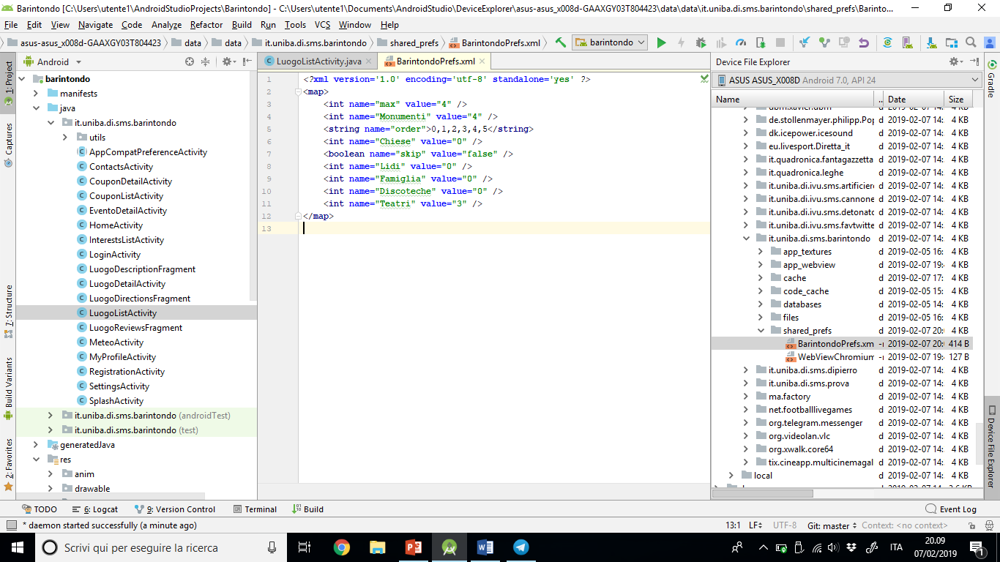 Barintondo [C:\Users\utente1\AndroidStudioProjects\Barintondo] - C:\Users\utente1\Documents\AndroidStudio\DeviceExplorer\asus-asus_x008d-GAAXGY03T804423\data\data\it.uniba.di.sms.barintondo\shared_prefs\Barinto...
File Edit View Navigate Code Analyze Refactor Build Run Tools VCS Window Help
asus-asus_x008d-GAAXGY03T804423 data data it.uniba.di.sms.barintondo shared_prefs BarintondoPrefs.xml barintondo
1: Project
Captures
7: Structure
Build Variants
2: Favorites
Android
barintondo
manifests
java
it.uniba.di.sms.barintondo
utils
AppCompatPreferenceActivity
ContactsActivity
CouponDetailActivity
CouponListActivity
EventoDetailActivity
HomeActivity
InterestsListActivity
LoginActivity
LuogoDescriptionFragment
LuogoDetailActivity
LuogoDirectionsFragment
LuogoListActivity
LuogoReviewsFragment
MeteoActivity
MyProfileActivity
RegistrationActivity
SettingsActivity
SplashActivity
it.uniba.di.sms.barintondo (androidTest)
it.uniba.di.sms.barintondo (test)
generatedJava
res
anim
drawable
LuogoListActivity.java BarintondoPrefs.xml
1 <?xml version='1.0' encoding='utf-8' standalone='yes' ?>
2 <map>
3 <int name="max" value="4" />
4 <int name="Monumenti" value="4" />
5 <string name="order">0,1,2,3,4,5</string>
6 <int name="Chiese" value="0" />
7 <boolean name="skip" value="false" />
8 <int name="Lidi" value="0" />
9 <int name="Famiglia" value="0" />
10 <int name="Discoteche" value="0" />
11 <int name="Teatri" value="3" />
12 </map>
13
Device File Explorer
ASUS ASUS_X008D Android 7.0, API 24
Name .. Date Size
dbm.xavier.dbm
de.stollenmayer.philipp.Pop d 2019-02-07 14: 4 KB
dk.icepower.icesound d 2019-02-07 14: 4 KB
eu.livesport.Diretta_it d 2019-02-07 14: 4 KB
it.quadronica.fantagazzetta d 2019-02-07 14: 4 KB
it.quadronica.leghe d 2019-02-07 14: 4 KB
it.uniba.di.ivu.sms.artificiere d 2019-02-07 14: 4 KB
it.uniba.di.ivu.sms.cannone d 2019-02-07 14: 4 KB
it.uniba.di.ivu.sms.detonato d 2019-02-07 14: 4 KB
it.uniba.di.ivu.sms.favtwitte d 2019-02-07 14: 4 KB
it.uniba.di.sms.barintondo d 2019-02-07 14: 4 KB
app_textures d 2019-02-05 16: 4 KB
app_webview d 2019-02-07 19: 4 KB
cache d 2019-02-07 17: 4 KB
code_cache d 2019-02-05 15: 4 KB
databases d 2019-02-05 16: 4 KB
files d 2019-02-05 16: 4 KB
shared_prefs d 2019-02-07 20: 4 KB
BarintondoPrefs.xm -r 2019-02-07 20: 414 B
WebViewChromium -r 2019-02-07 19: 127 B
it.uniba.di.sms.dipierro d 2019-02-07 14: 4 KB
it.uniba.di.sms.prova d 2019-02-07 14: 4 KB
ma.factory d 2019-02-07 14: 4 KB
net.footballlivegames d 2019-02-07 14: 4 KB
org.telegram.messenger d 2019-02-07 14: 4 KB
org.videolan.vlc d 2019-02-07 14: 4 KB
org.xwalk.core64 d 2019-02-07 14: 4 KB
tix.cineapp.multicinemagal d 2019-02-07 14: 4 KB
local d 2019-02-07 14: 4 KB
Gradle
Device File Explorer
TODO 6: Logcat 9: Version Control Terminal Build Event Log
* daemon started successfully (a minute ago) 13:1 LF UTF-8 Git: master Context: <no context>
Scrivi qui per eseguire la ricerca ITA 20.09
07/02/2019 1